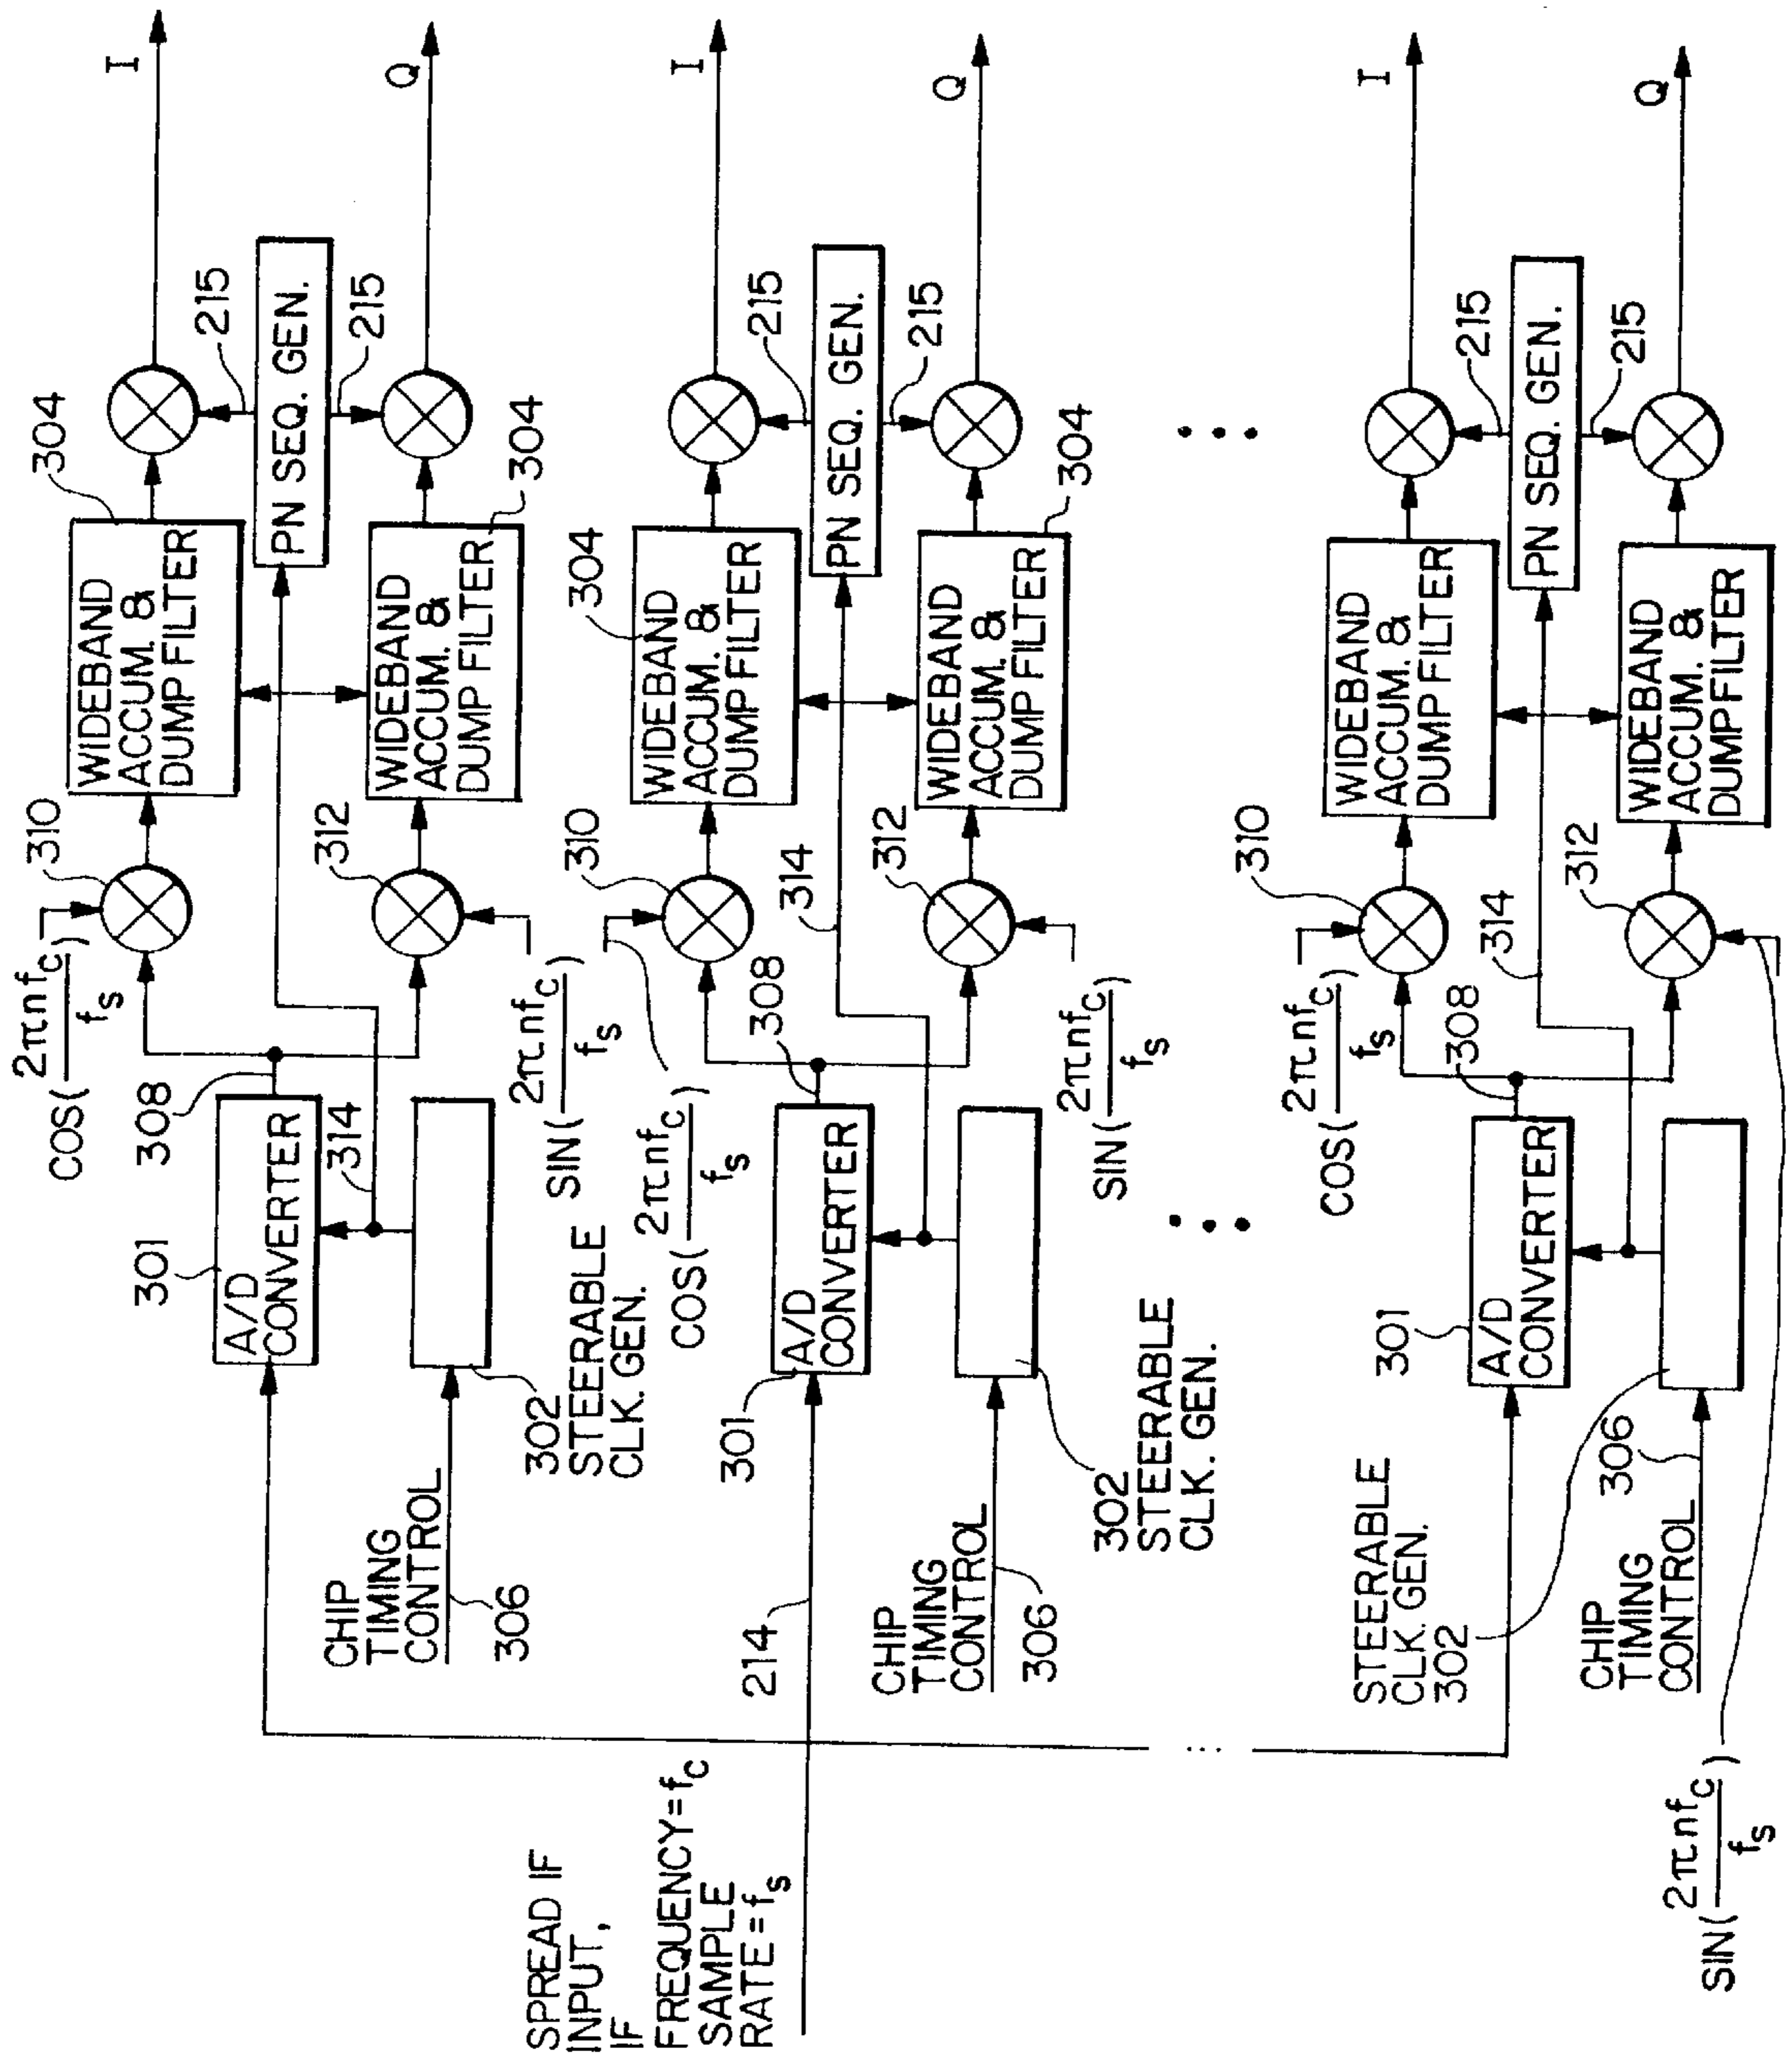 SPREAD IF
INPUT,
IF
FREQUENCY=fc
SAMPLE
RATE=fs
214
CHIP
TIMING
CONTROL
306
302
STEERABLE
CLK. GEN.
301
A/D
CONVERTER
314
308
COS(2πnfc/fs)
310
SIN(2πnfc/fs)
312
WIDEBAND
ACCUM. &
DUMP FILTER
304
WIDEBAND
ACCUM. &
DUMP FILTER
304
PN SEQ. GEN.
215
215
I
Q
CHIP
TIMING
CONTROL
306
302
STEERABLE
CLK. GEN.
301
A/D
CONVERTER
314
308
COS(2πnfc/fs)
310
SIN(2πnfc/fs)
312
WIDEBAND
ACCUM. &
DUMP FILTER
304
WIDEBAND
ACCUM. &
DUMP FILTER
304
PN SEQ. GEN.
215
215
I
Q
STEERABLE
CLK. GEN.
302
CHIP
TIMING
CONTROL
306
301
A/D
CONVERTER
314
308
COS(2πnfc/fs)
310
SIN(2πnfc/fs)
312
WIDEBAND
ACCUM. &
DUMP FILTER
WIDEBAND
ACCUM. &
DUMP FILTER
PN SEQ. GEN.
215
215
I
Q